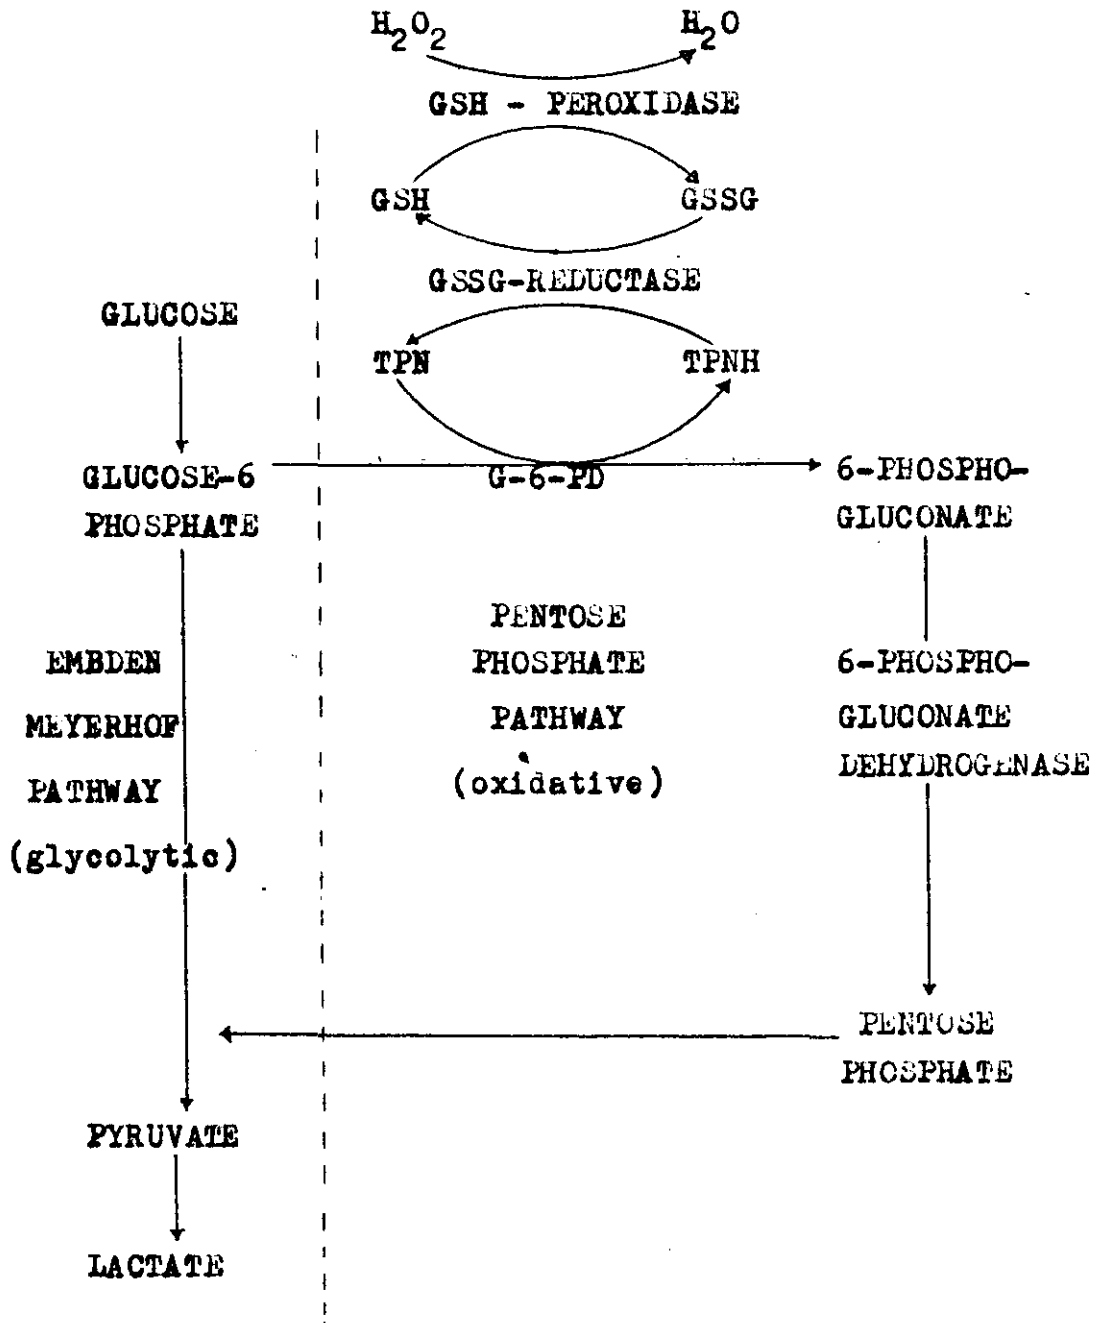 H2O2 H2O
GSH - PEROXIDASE
GSH GSSG
GSSG-REDUCTASE
GLUCOSE
TPN TPNH
GLUCOSE-6
PHOSPHATE
G-6-PD
6-PHOSPHO-
GLUCONATE
EMBDEN
MEYERHOF
PATHWAY
(glycolytic)
PENTOSE
PHOSPHATE
PATHWAY
(oxidative)
6-PHOSPHO-
GLUCONATE
DEHYDROGENASE
PENTOSE
PHOSPHATE
PYRUVATE
LACTATE